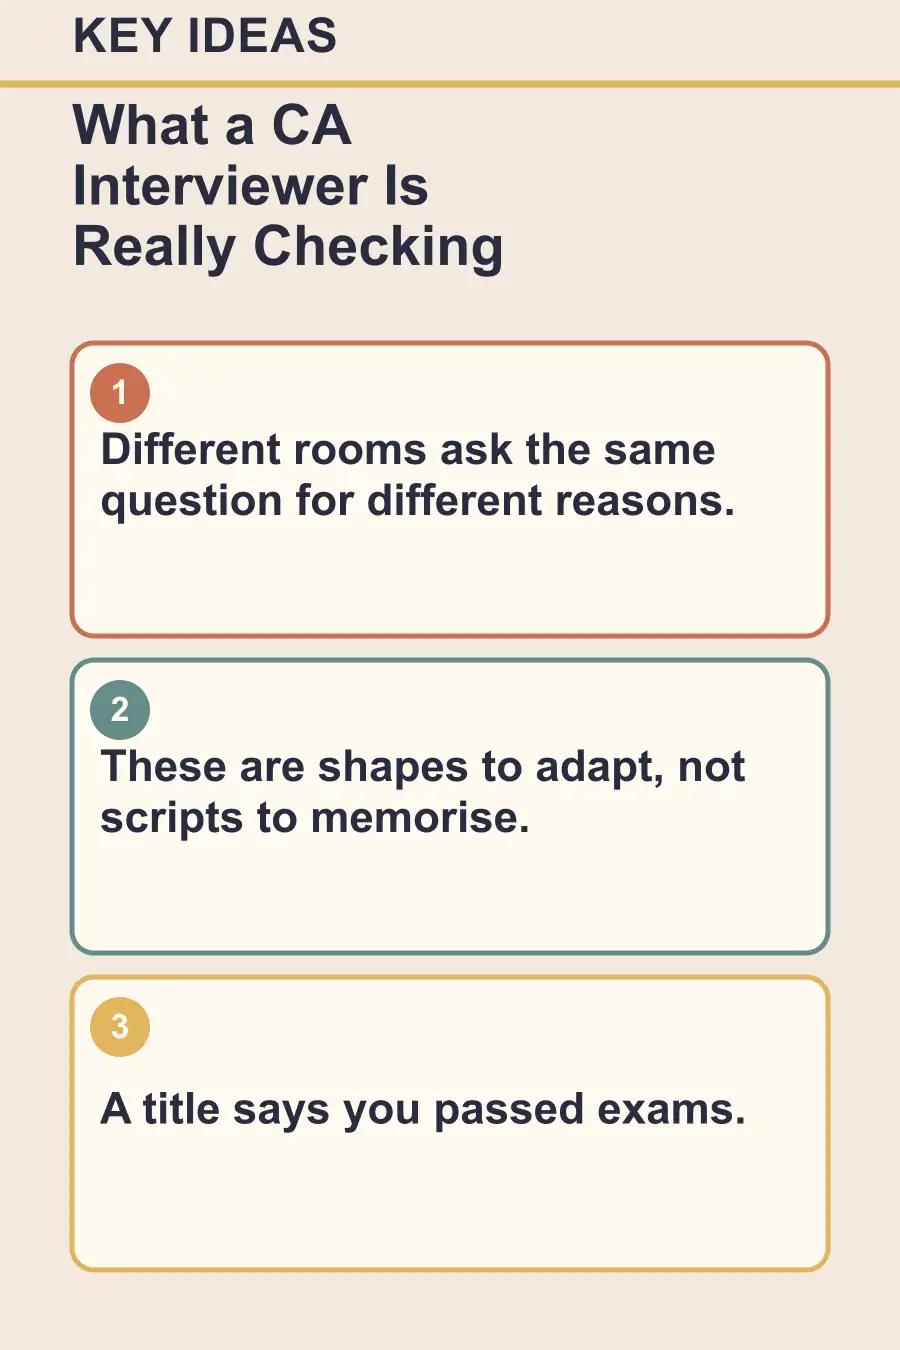 KEY IDEAS
What a CA
Interviewer Is
Really Checking
1
Different rooms ask the same
question for different reasons.
2
These are shapes to adapt, not
scripts to memorise.
3
A title says you passed exams.